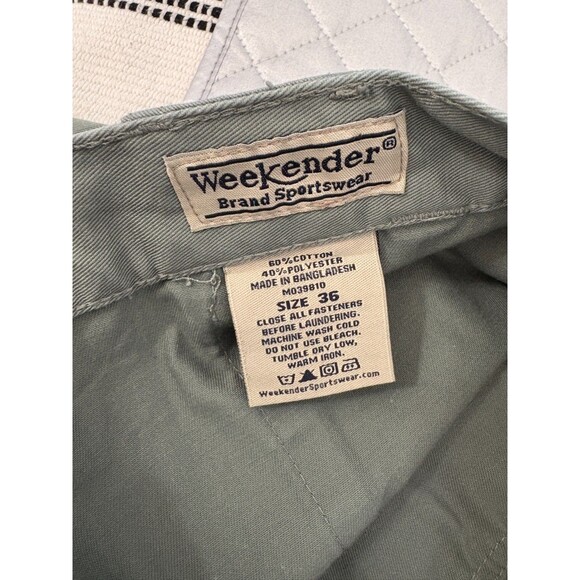 Weekender®
Brand Sportswear
60%COTTON
40%POLYESTER
MADE IN BANGLADESH
M039810
SIZE 36
CLOSE ALL FASTENERS
BEFORE LAUNDERING.
MACHINE WASH COLD
DO NOT USE BLEACH.
TUMBLE DRY LOW,
WARM IRON.
WeekenderSportswear.com